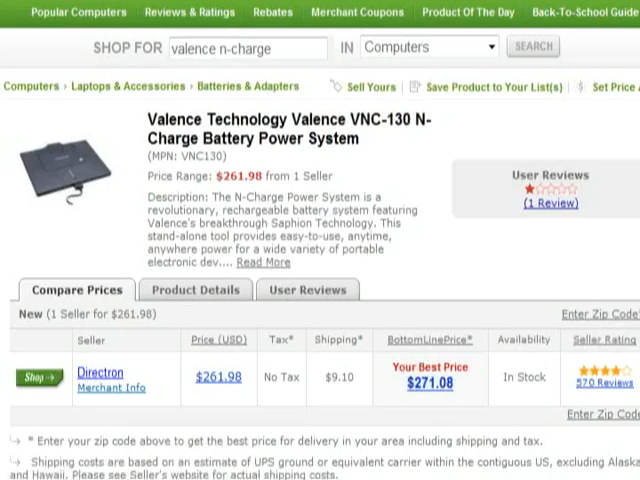 Popular Computers Reviews & Ratings Rebates Merchant Coupons Product Of The Day Back-To-School Guide
SHOP FOR valence n-charge IN Computers SEARCH
Computers › Laptops & Accessories › Batteries & Adapters Sell Yours Save Product to Your List(s) Set Price
Valence Technology Valence VNC-130 N-
Charge Battery Power System
(MPN: VNC130)
Price Range: $261.98 from 1 Seller
User Reviews
(1 Review)
Description: The N-Charge Power System is a
revolutionary, rechargeable battery system featuring
Valence's breakthrough Saphion Technology. This
stand-alone tool provides easy-to-use, anytime,
anywhere power for a wide variety of portable
electronic dev.... Read More
Compare Prices Product Details User Reviews
New (1 Seller for $261.98) Enter Zip Code
Seller Price (USD) Tax* Shipping* BottomLinePrice* Availability Seller Rating
Shop → Directron $261.98 No Tax $9.10 Your Best Price In Stock
Merchant Info $271.08 570 Reviews
Enter Zip Code
* Enter your zip code above to get the best price for delivery in your area including shipping and tax.
Shipping costs are based on an estimate of UPS ground or equivalent carrier within the contiguous US, excluding Alaska
and Hawaii. Please see Seller's website for actual shipping costs.